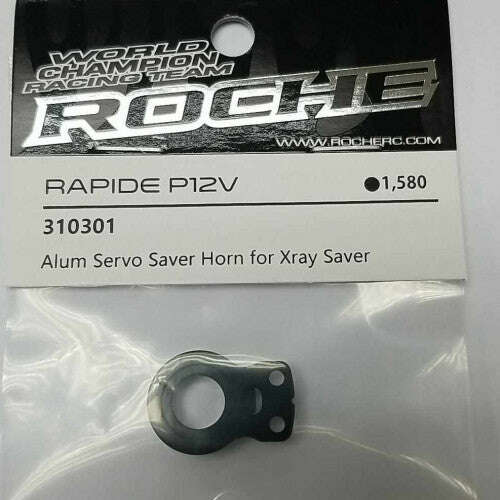 WORLD
CHAMPION
RACING TEAM
ROCHE
WWW.ROCHERC.COM
RAPIDE P12V ●1,580
310301
Alum Servo Saver Horn for Xray Saver